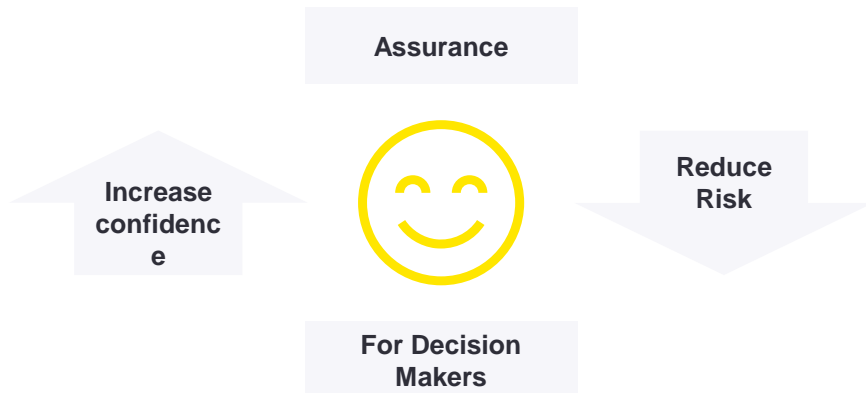 Assurance
Increase
confidenc
e
Reduce
Risk
For Decision
Makers